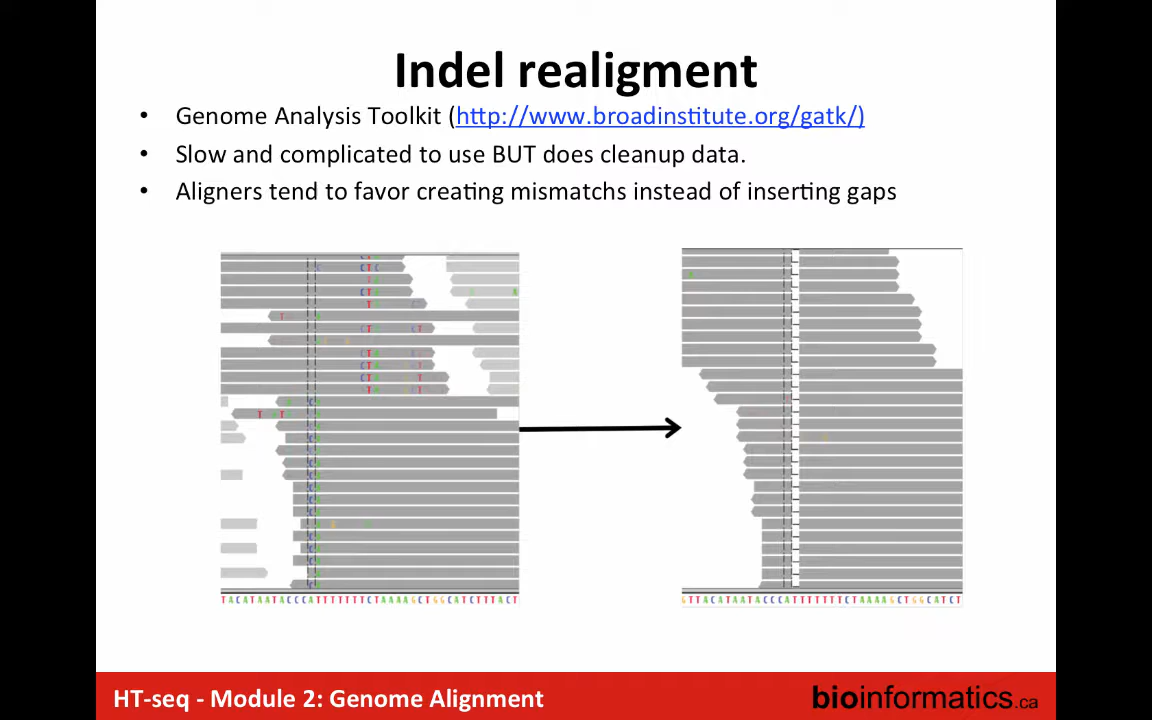 Indel realigment
• Genome Analysis Toolkit (http://www.broadinstitute.org/gatk/)
• Slow and complicated to use BUT does cleanup data.
• Aligners tend to favor creating mismatchs instead of inserting gaps
TACATAATACCCATTTTTTTCTAAAAGCTGGCATCTTTACT
GTTACATAATACCCATTTTTTTCTAAAAGCTGGCATCT
HT-seq - Module 2: Genome Alignment
bioinformatics.ca